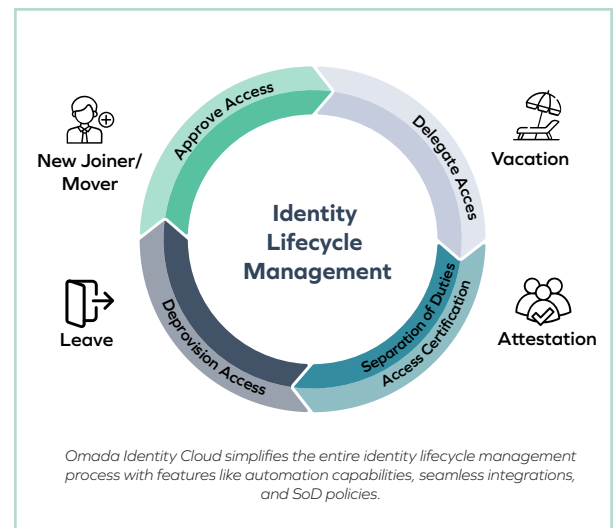 Approve Access
Delegate Acces
New Joiner/
Mover
Vacation
Identity
Lifecycle
Management
Separation of Duties
Access Certification
Deprovision Access
Leave
Attestation
Omada Identity Cloud simplifies the entire identity lifecycle management
process with features like automation capabilities, seamless integrations,
and SoD policies.